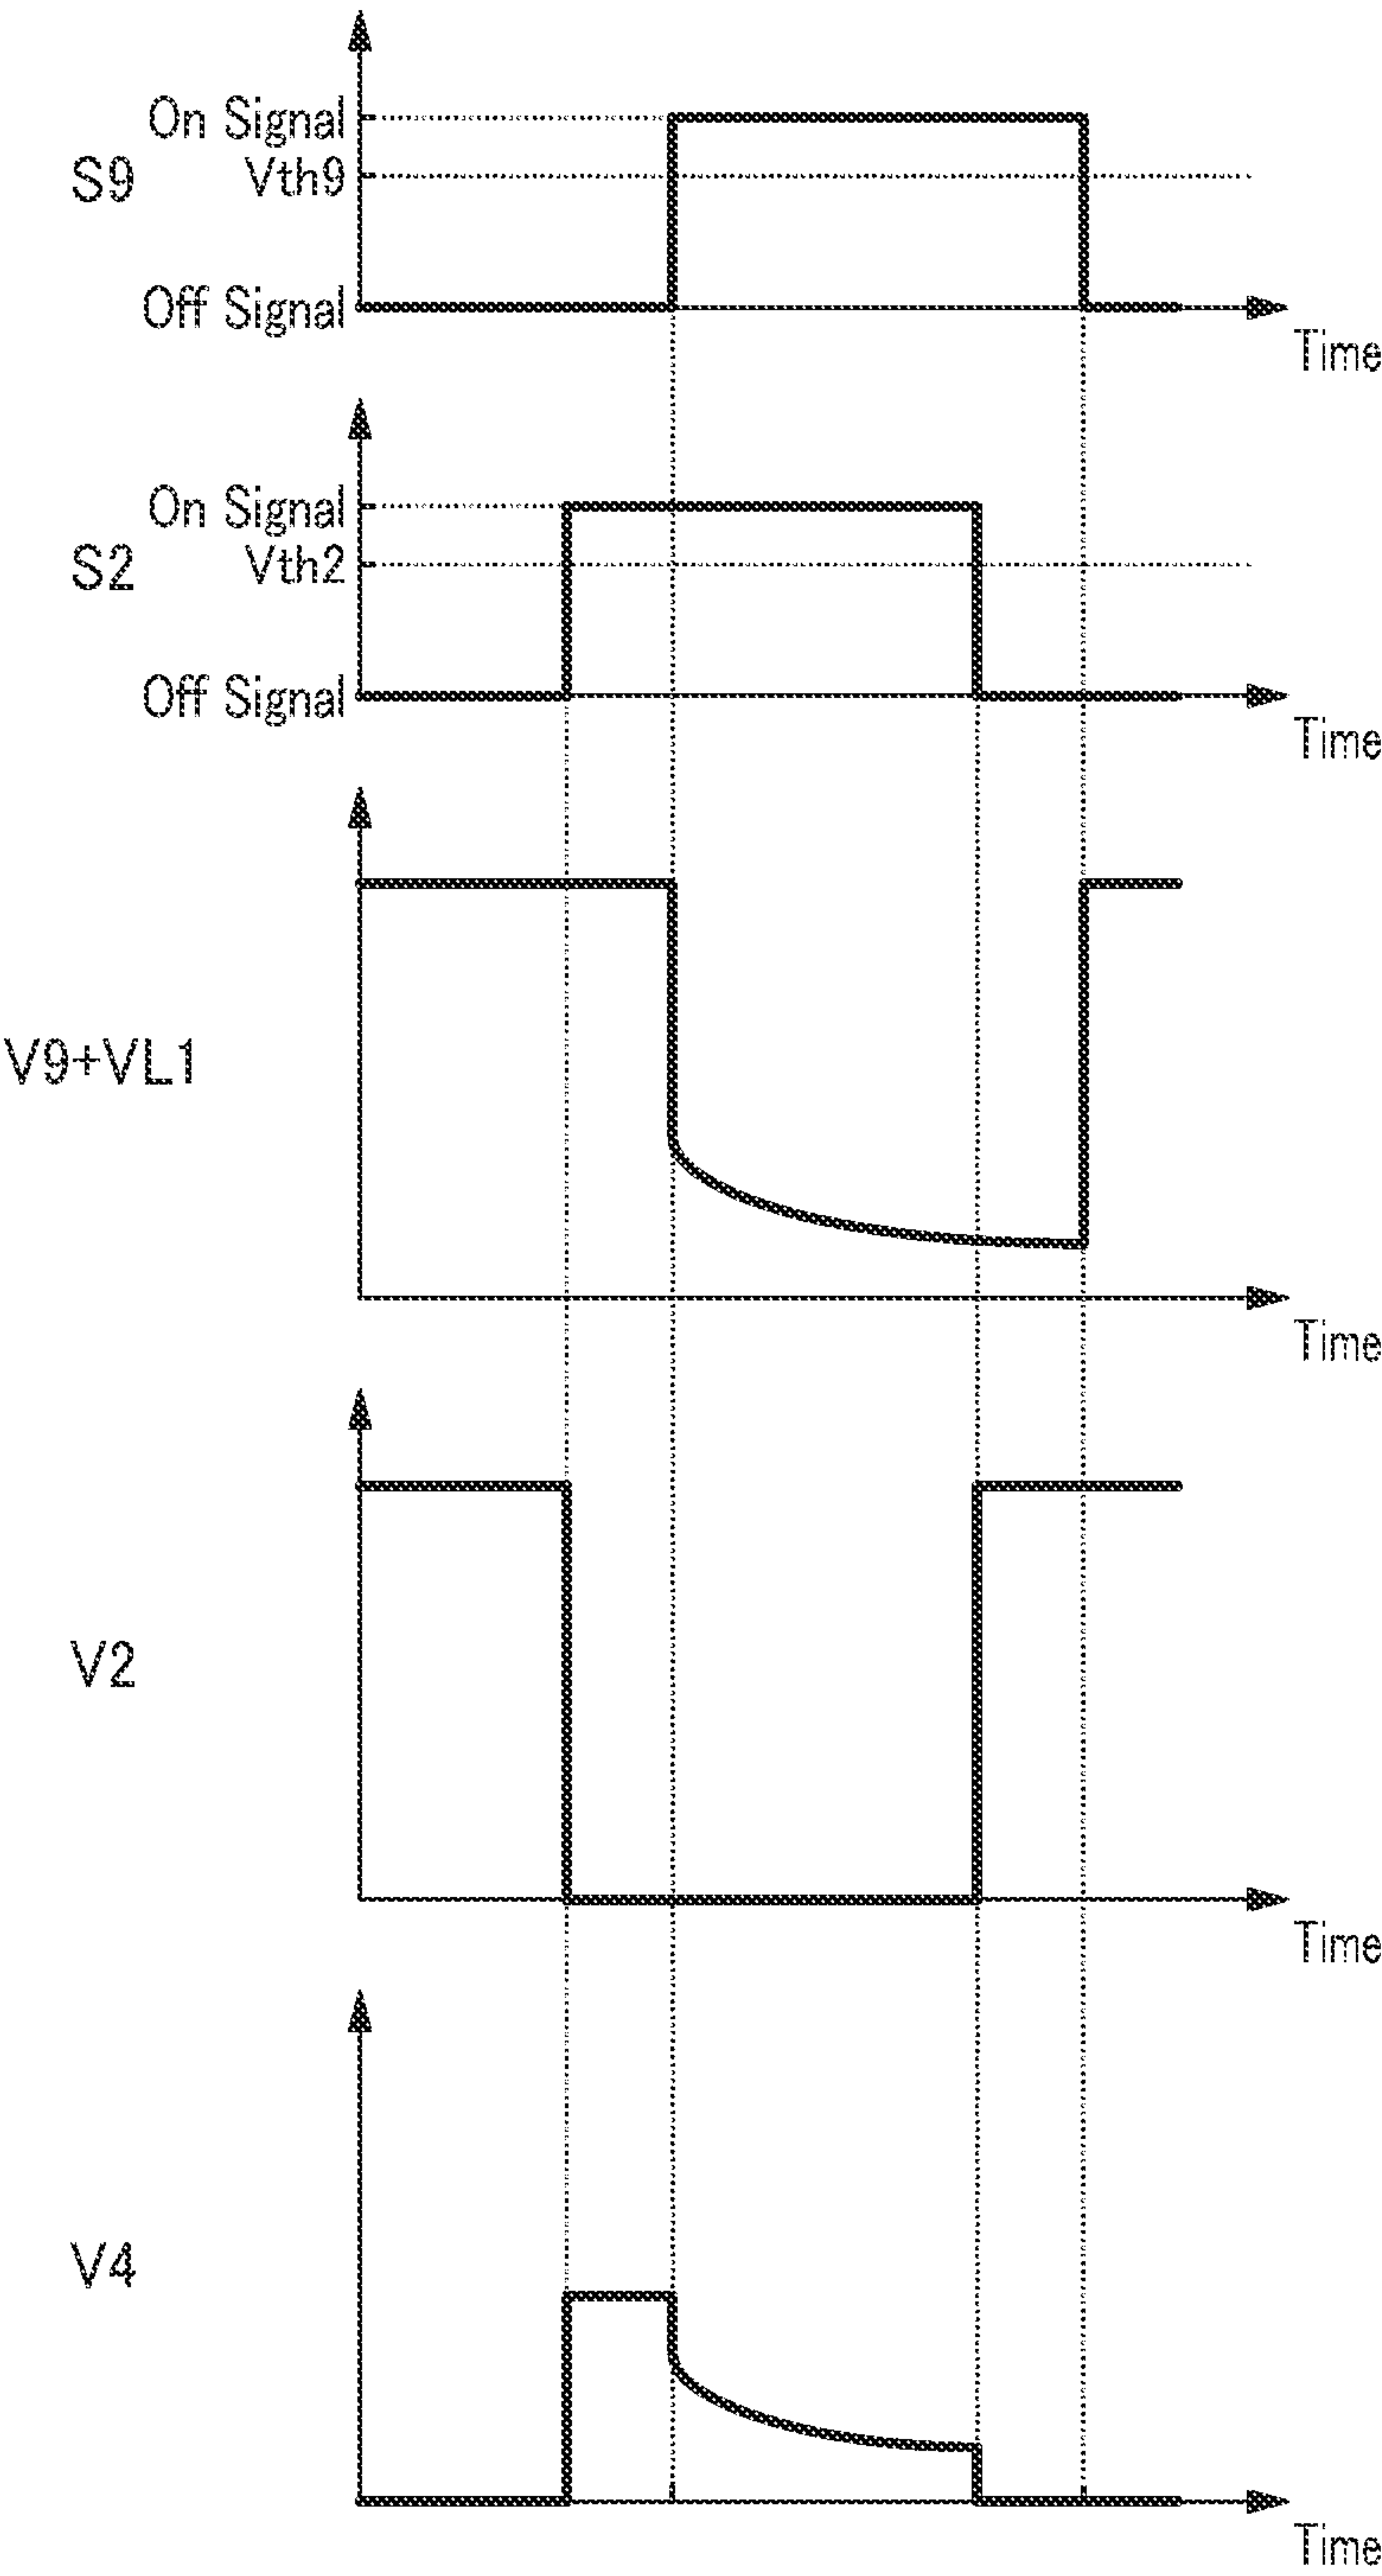 On Signal
S9 Vth9
Off Signal
Time
On Signal
S2 Vth2
Off Signal
Time
V9+VL1
Time
V2
Time
V4
Time